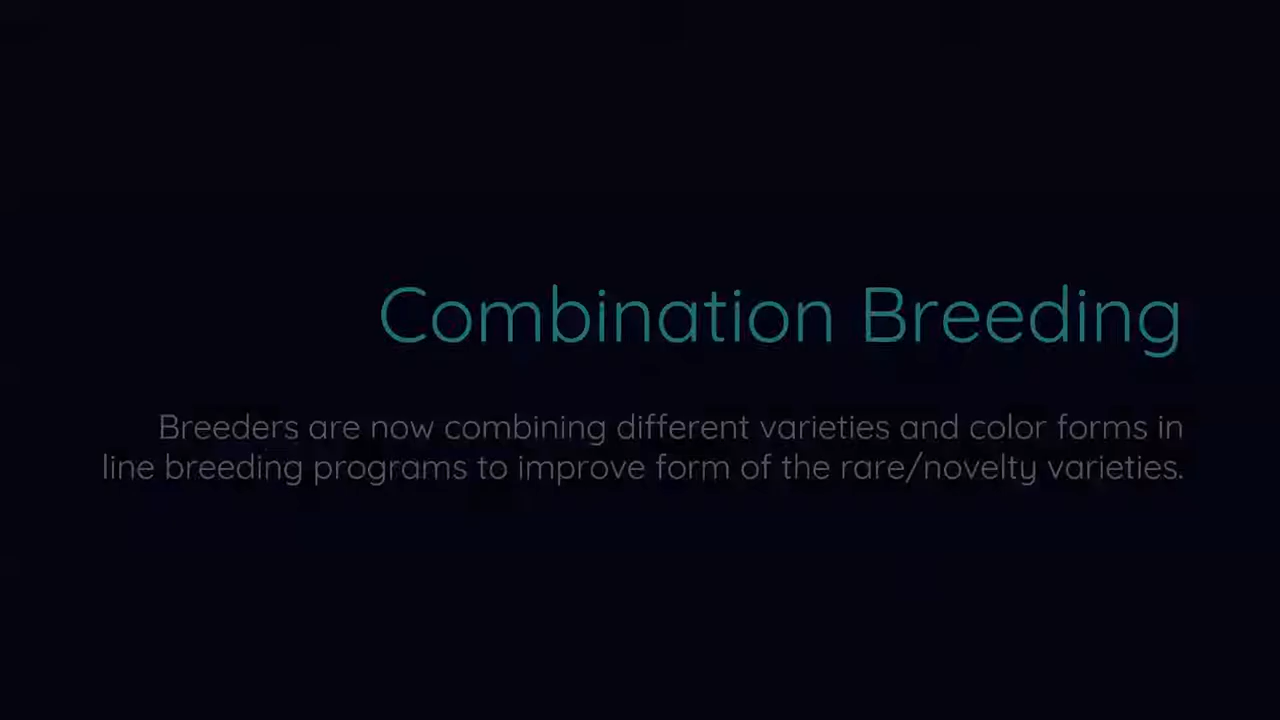 Combination Breeding
Breeders are now combining different varieties and color forms in
line breeding programs to improve form of the rare/novelty varieties.